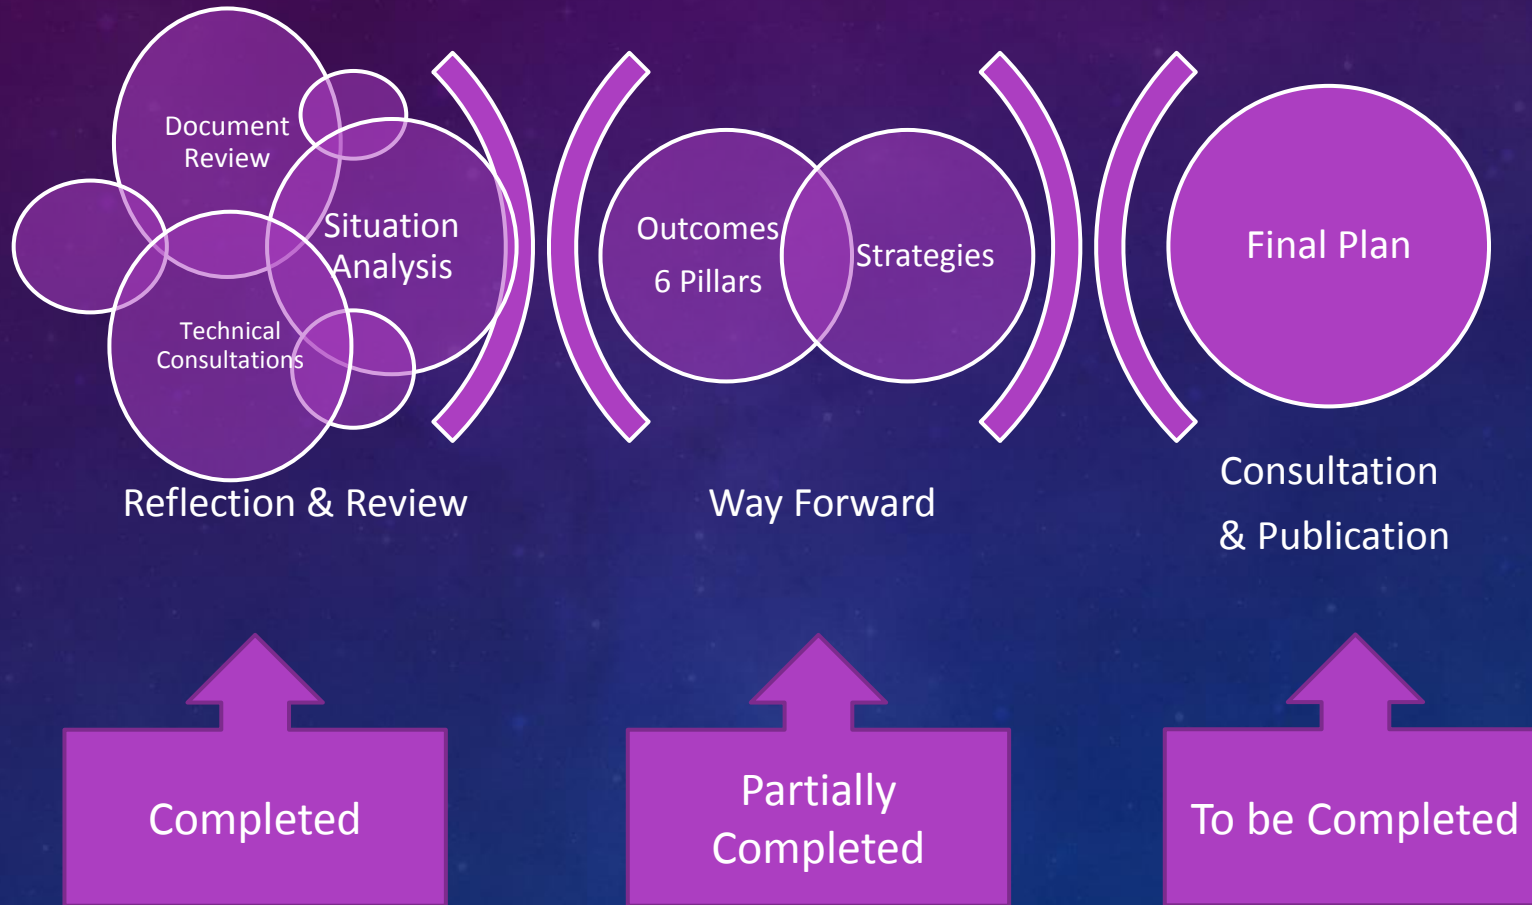 Document
Review
Situation
Analysis
Technical
Consultations
Outcomes
6 Pillars
Strategies
Final Plan
Reflection & Review
Way Forward
Consultation
& Publication
Completed
Partially
Completed
To be Completed